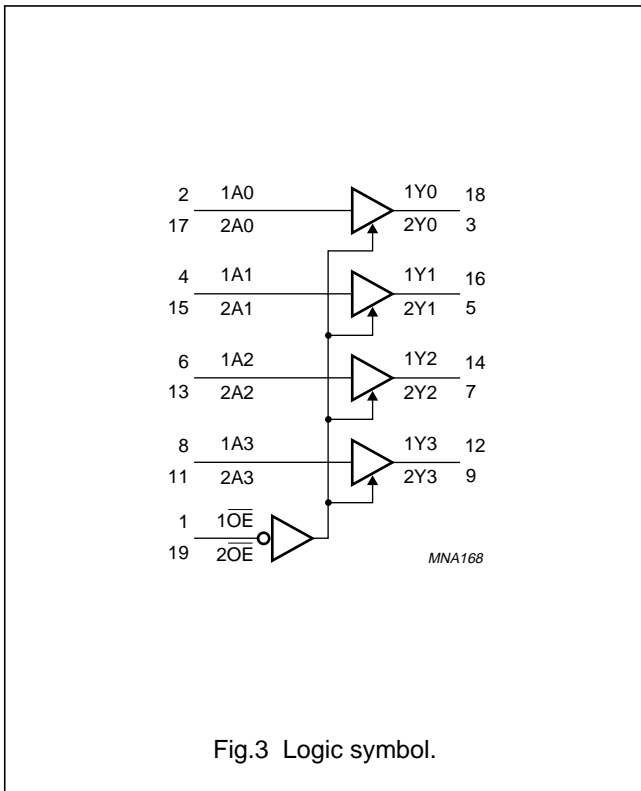 2 1A0 1Y0 18
17 2A0 2Y0 3
4 1A1 1Y1 16
15 2A1 2Y1 5
6 1A2 1Y2 14
13 2A2 2Y2 7
8 1A3 1Y3 12
11 2A3 2Y3 9
1 1O̅E̅
19 2O̅E̅
MNA168
Fig.3 Logic symbol.